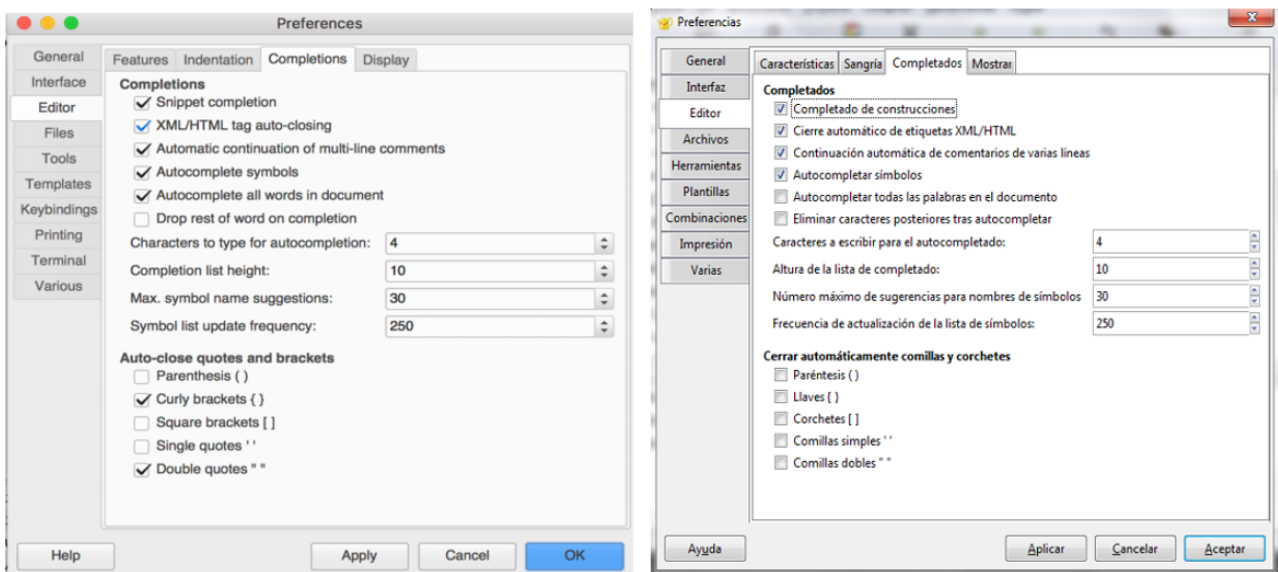 Preferences
General
Interface
Editor
Files
Tools
Templates
Keybindings
Printing
Terminal
Various
Features Indentation Completions Display
Completions
Snippet completion
XML/HTML tag auto-closing
Automatic continuation of multi-line comments
Autocomplete symbols
Autocomplete all words in document
Drop rest of word on completion
Characters to type for autocompletion: 4
Completion list height: 10
Max. symbol name suggestions: 30
Symbol list update frequency: 250
Auto-close quotes and brackets
Parenthesis ( )
Curly brackets { }
Square brackets [ ]
Single quotes ' '
Double quotes " "
Help Apply Cancel OK
Preferencias
General
Interfaz
Editor
Archivos
Herramientas
Plantillas
Combinaciones
Impresión
Varias
Características Sangría Completados Mostrar
Completados
Completado de construcciones
Cierre automático de etiquetas XML/HTML
Continuación automática de comentarios de varias líneas
Autocompletar símbolos
Autocompletar todas las palabras en el documento
Eliminar caracteres posteriores tras autocompletar
Caracteres a escribir para el autocompletado: 4
Altura de la lista de completado: 10
Número máximo de sugerencias para nombres de símbolos 30
Frecuencia de actualización de la lista de símbolos: 250
Cerrar automáticamente comillas y corchetes
Paréntesis ( )
Llaves { }
Corchetes [ ]
Comillas simples ' '
Comillas dobles " "
Ayuda Aplicar Cancelar Aceptar